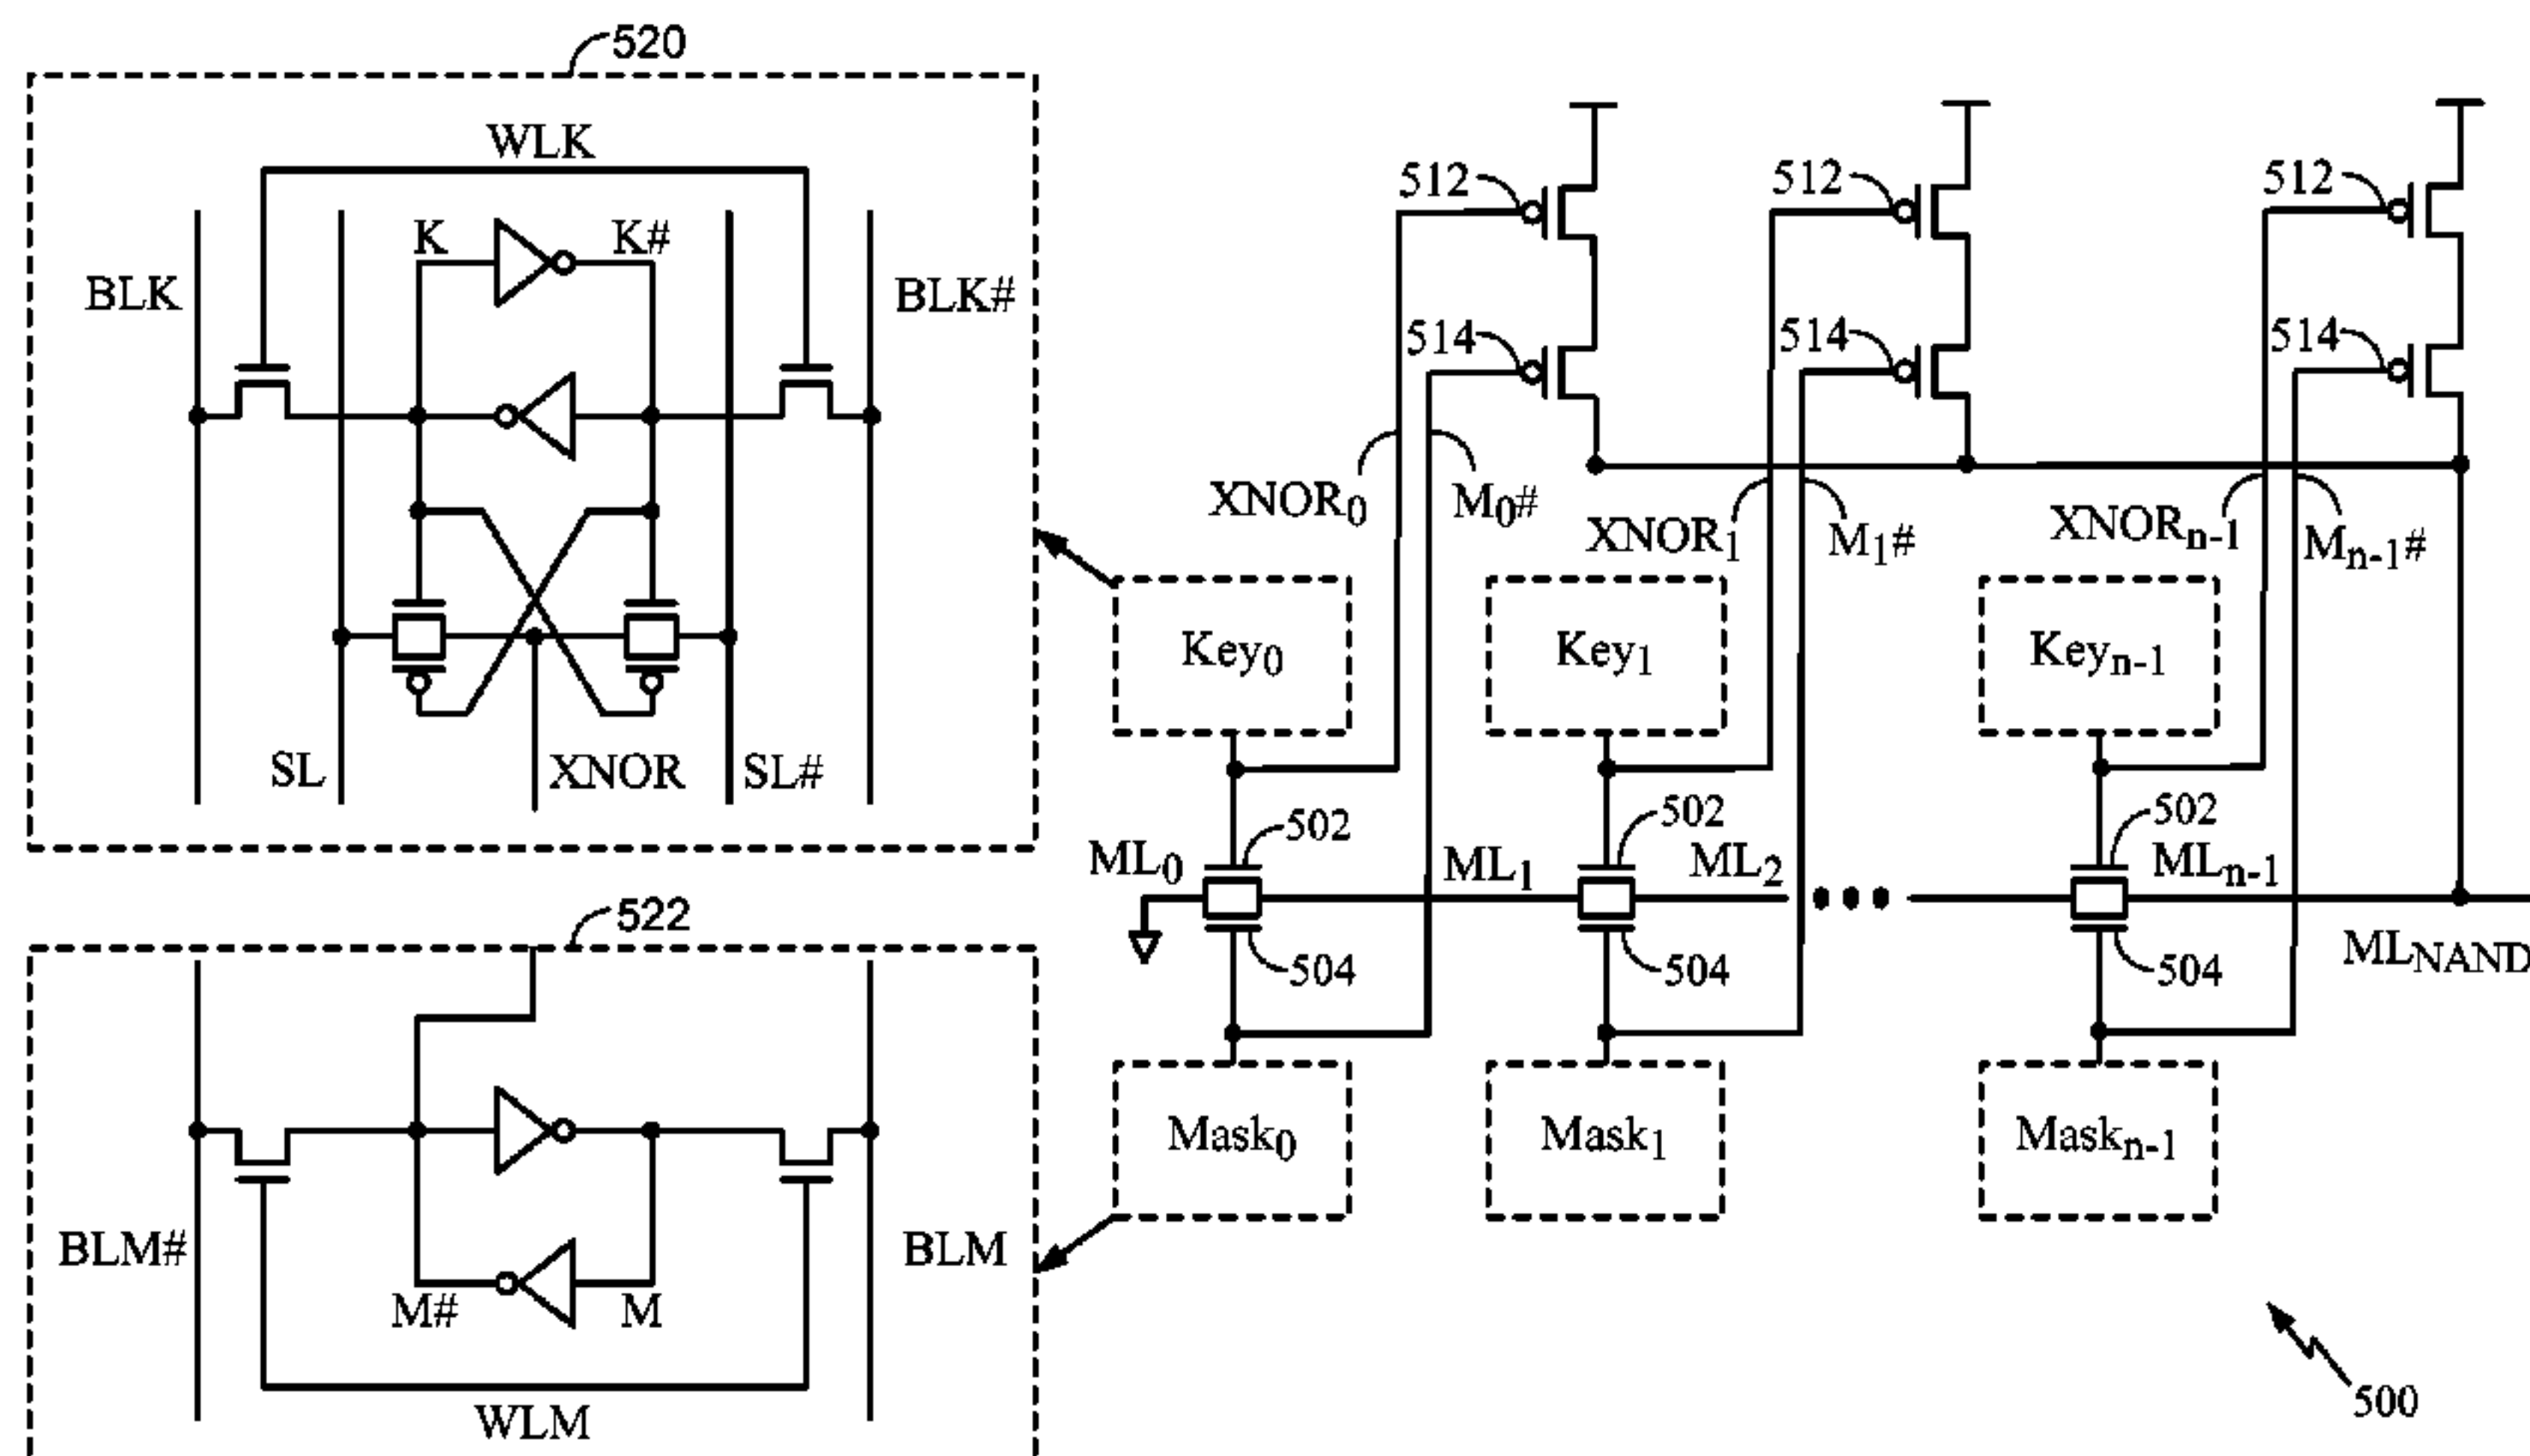 520
WLK
K
K#
BLK
BLK#
SL
XNOR
SL#
522
BLM#
BLM
M#
M
WLM
512
512
512
514
514
514
XNOR0
M0#
XNOR1
M1#
XNORn-1
Mn-1#
Key0
Key1
Keyn-1
502
502
502
ML0
ML1
ML2
MLn-1
504
504
504
MLNAND
Mask0
Mask1
Maskn-1
500